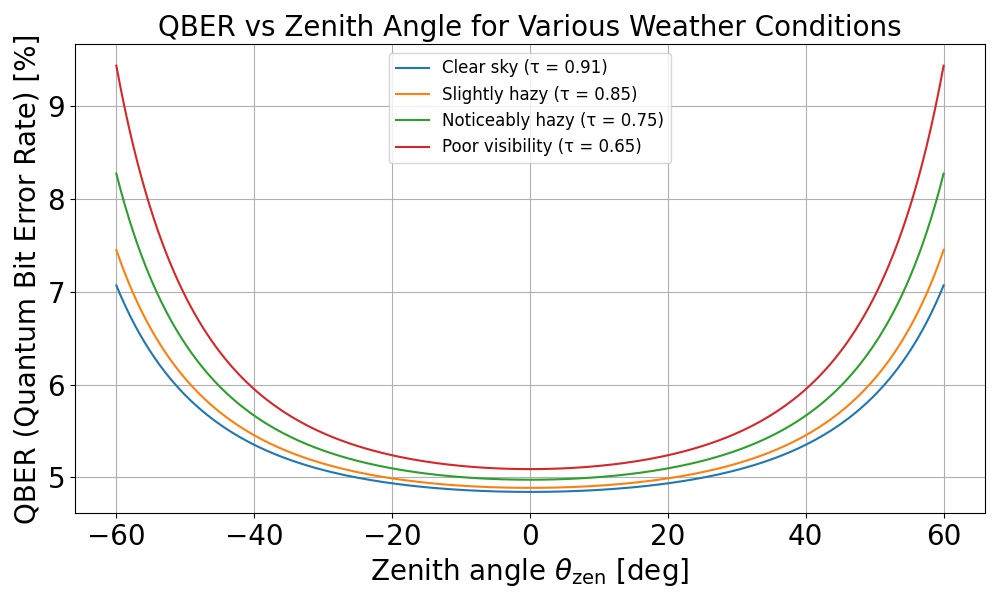 QBER vs Zenith Angle for Various Weather Conditions
QBER (Quantum Bit Error Rate) [%]
9
8
7
6
5
Clear sky (τ = 0.91)
Slightly hazy (τ = 0.85)
Noticeably hazy (τ = 0.75)
Poor visibility (τ = 0.65)
−60 −40 −20 0 20 40 60
Zenith angle θzen [deg]